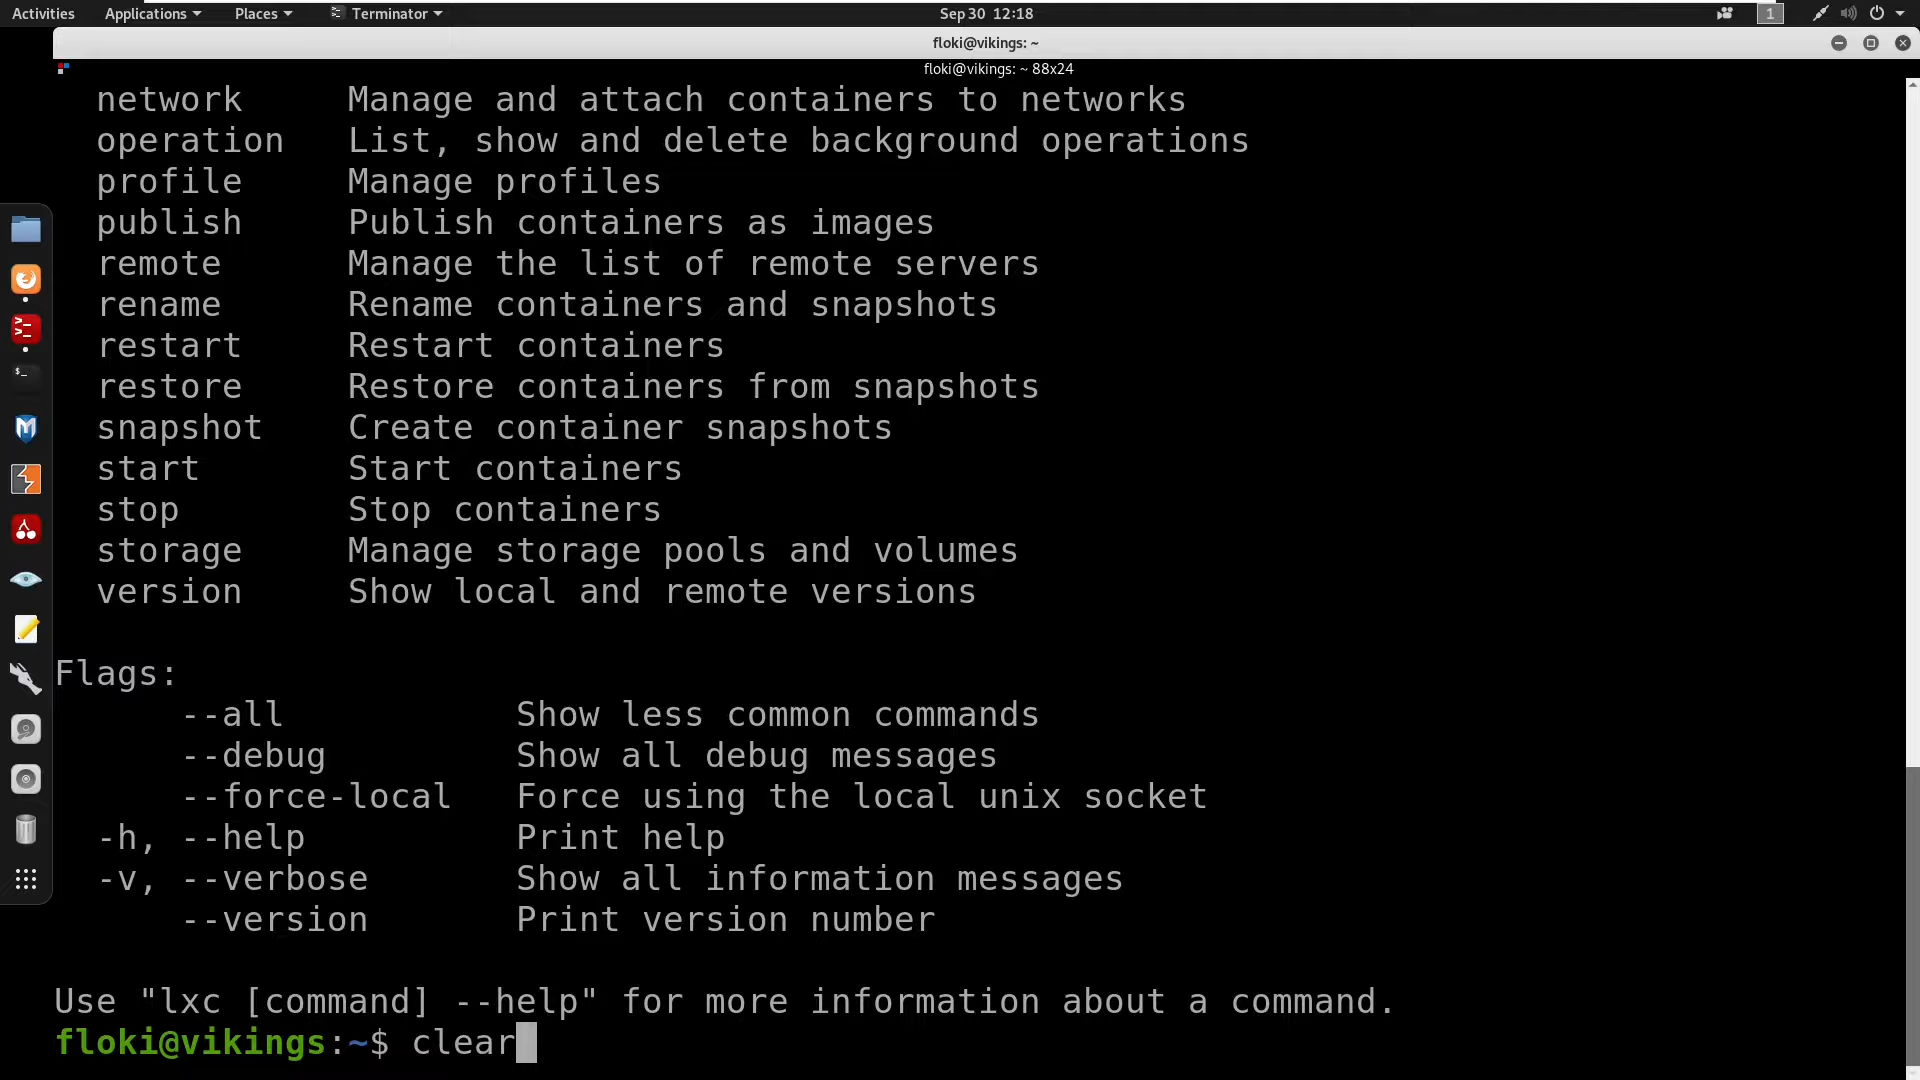 Activities Applications Places Terminator Sep 30 12:18 1
floki@vikings: ~
floki@vikings: ~ 88x24
network Manage and attach containers to networks
operation List, show and delete background operations
profile Manage profiles
publish Publish containers as images
remote Manage the list of remote servers
rename Rename containers and snapshots
restart Restart containers
restore Restore containers from snapshots
snapshot Create container snapshots
start Start containers
stop Stop containers
storage Manage storage pools and volumes
version Show local and remote versions
Flags:
--all Show less common commands
--debug Show all debug messages
--force-local Force using the local unix socket
-h, --help Print help
-v, --verbose Show all information messages
--version Print version number
Use "lxc [command] --help" for more information about a command.
floki@vikings:~$ clear